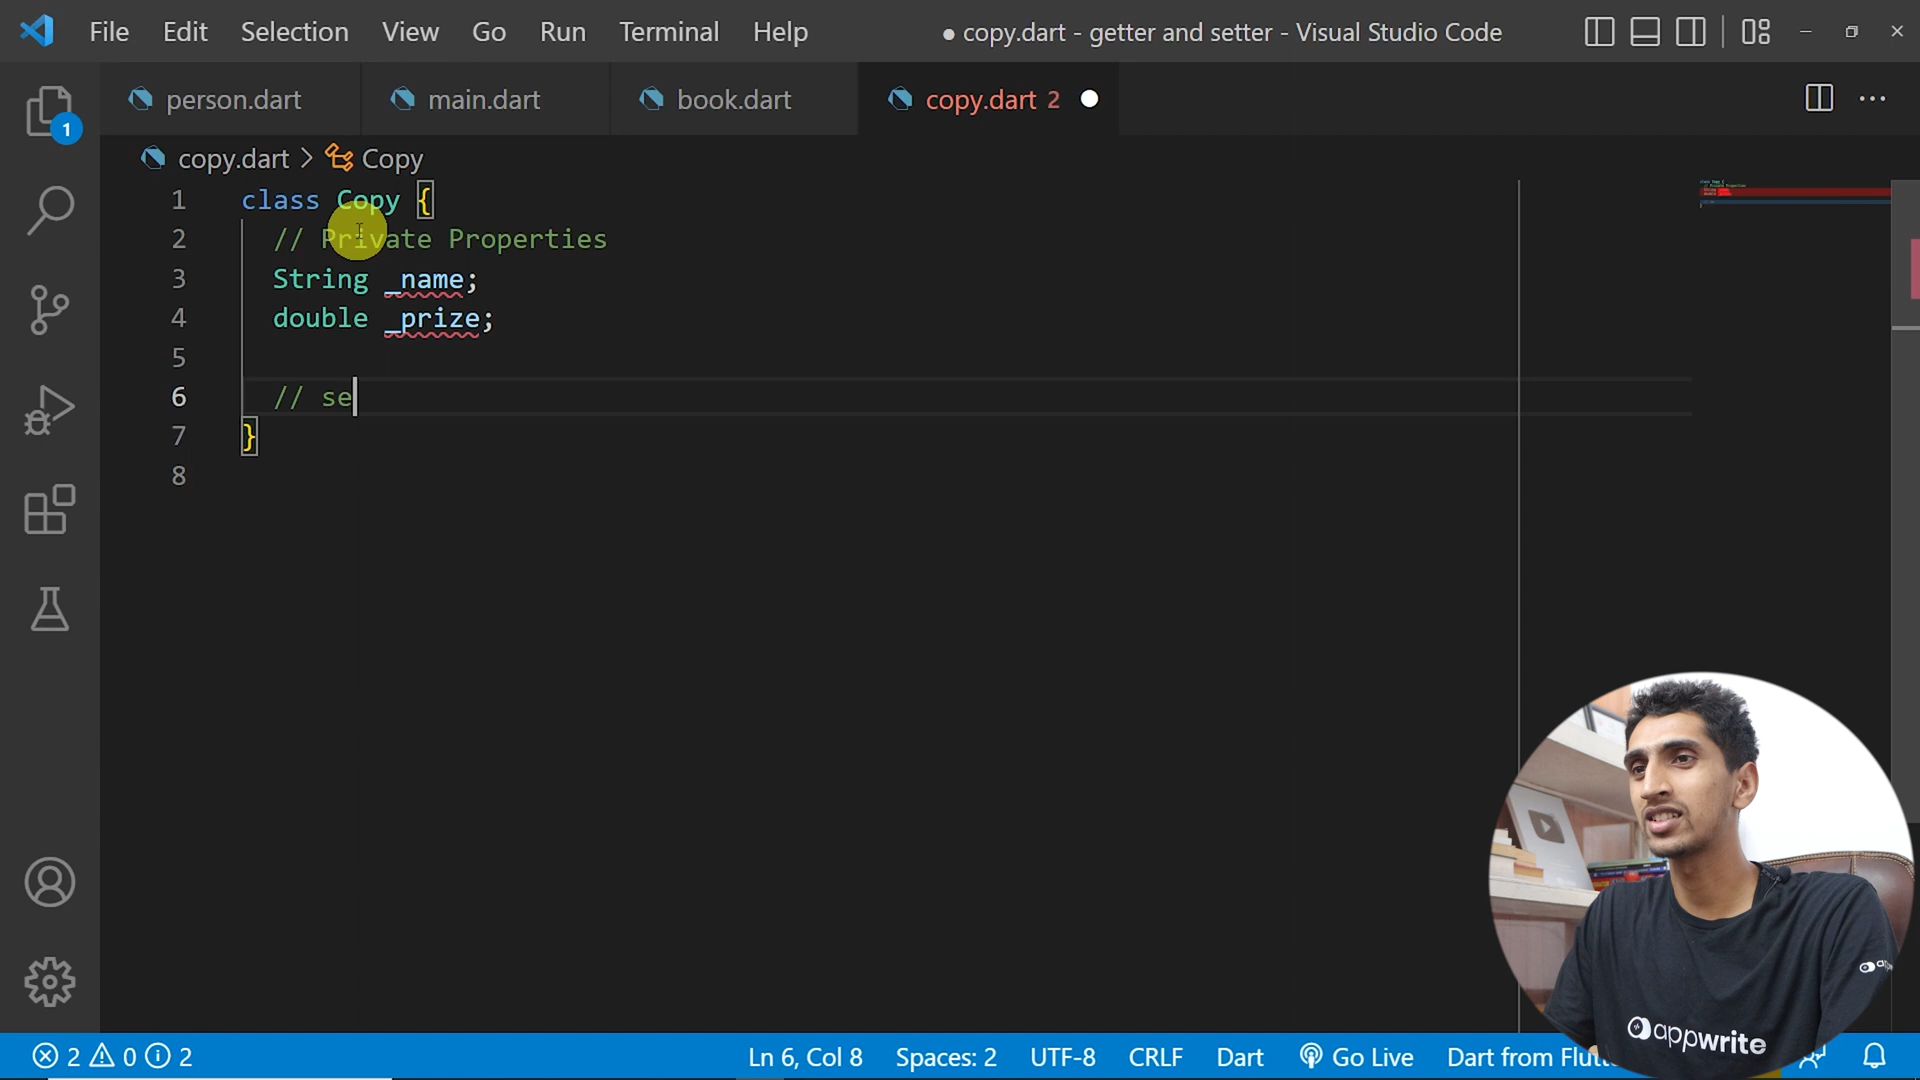 File Edit Selection View Go Run Terminal Help
● copy.dart - getter and setter - Visual Studio Code
person.dart main.dart book.dart copy.dart 2
copy.dart > Copy
1 class Copy {
2 // Private Properties
3 String _name;
4 double _prize;
5
6 // se
7 }
8
1
appwrite
2 0 2 Ln 6, Col 8 Spaces: 2 UTF-8 CRLF Dart Go Live Dart from